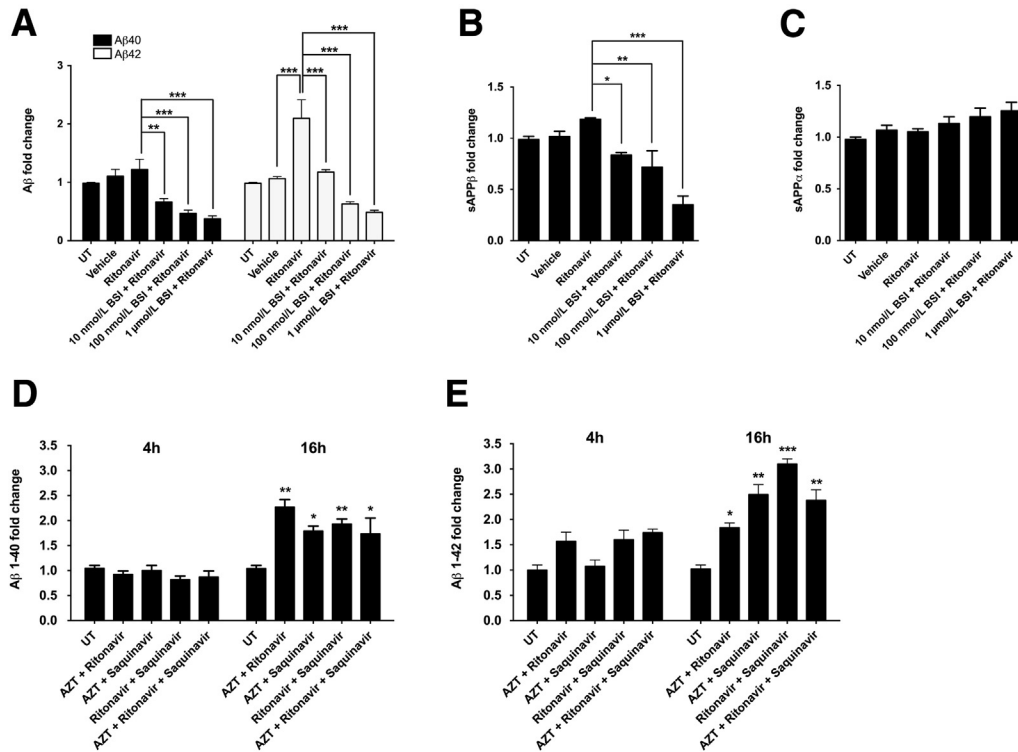 A
Aβ40
Aβ42
Aβ fold change
3
2
1
0
***
***
**
***
***
***
***
UT
Vehicle
Ritonavir
10 nmol/L BSI + Ritonavir
100 nmol/L BSI + Ritonavir
1 µmol/L BSI + Ritonavir
UT
Vehicle
Ritonavir
10 nmol/L BSI + Ritonavir
100 nmol/L BSI + Ritonavir
1 µmol/L BSI + Ritonavir
B
sAPPβ fold change
1.5
1.0
0.5
0.0
***
**
*
UT
Vehicle
Ritonavir
10 nmol/L BSI + Ritonavir
100 nmol/L BSI + Ritonavir
1 µmol/L BSI + Ritonavir
C
sAPPα fold change
1.5
1.0
0.5
0.0
UT
Vehicle
Ritonavir
10 nmol/L BSI + Ritonavir
100 nmol/L BSI + Ritonavir
1 µmol/L BSI + Ritonavir
D
Aβ 1-40 fold change
3.5
3.0
2.5
2.0
1.5
1.0
0.5
0.0
4h
16h
**
*
**
*
UT
AZT + Ritonavir
AZT + Saquinavir
Ritonavir + Saquinavir
AZT + Ritonavir + Saquinavir
UT
AZT + Ritonavir
AZT + Saquinavir
Ritonavir + Saquinavir
AZT + Ritonavir + Saquinavir
E
Aβ 1-42 fold change
3.5
3.0
2.5
2.0
1.5
1.0
0.5
0.0
4h
16h
*
**
***
**
UT
AZT + Ritonavir
AZT + Saquinavir
Ritonavir + Saquinavir
AZT + Ritonavir + Saquinavir
UT
AZT + Ritonavir
AZT + Saquinavir
Ritonavir + Saquinavir
AZT + Ritonavir + Saquinavir